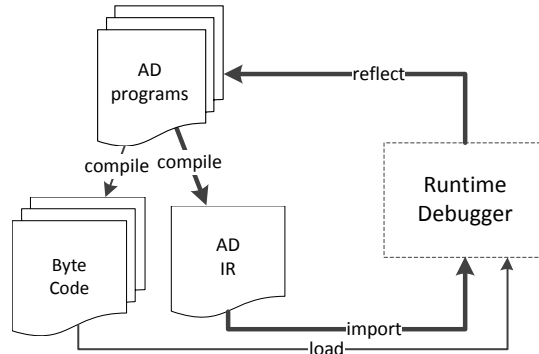 AD
programs
reflect
compile
compile
Runtime
Debugger
AD
IR
Byte
Code
import
load